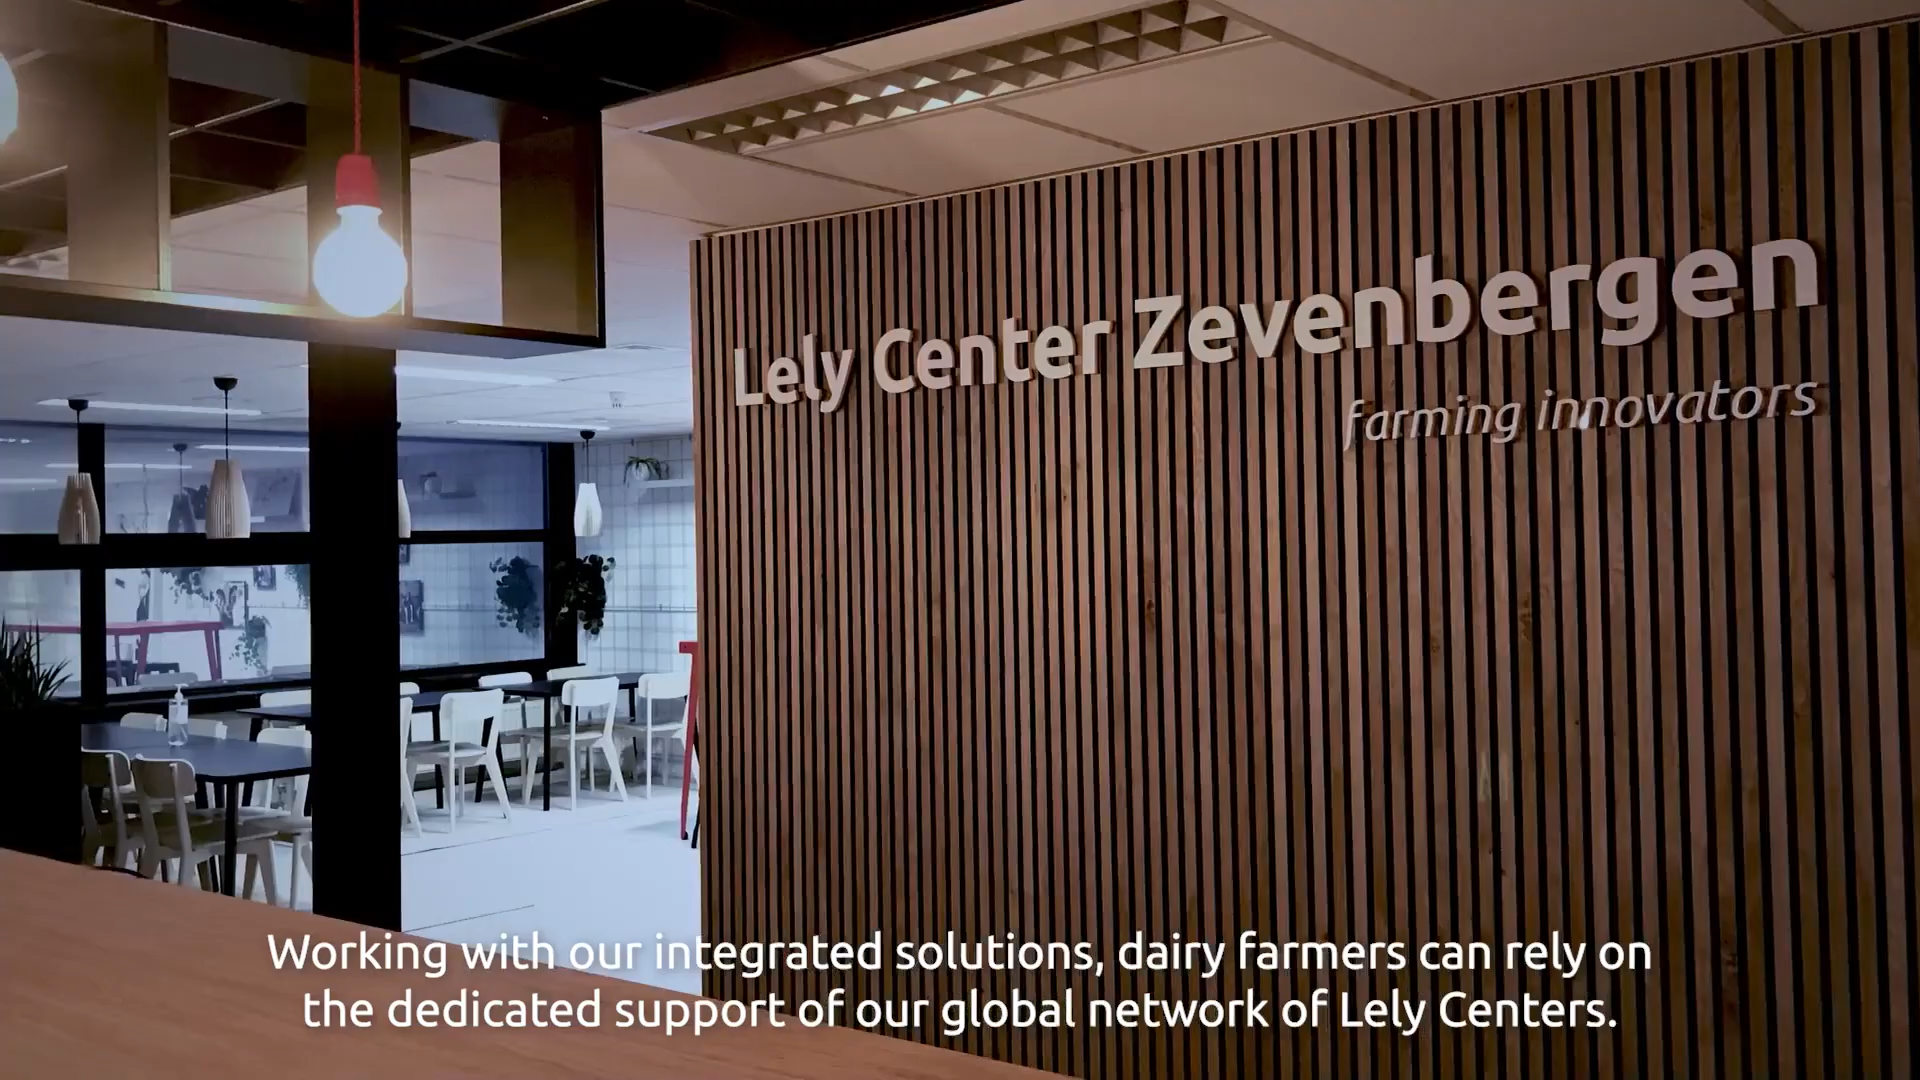 Lely Center Zevenbergen
farming innovators
Working with our integrated solutions, dairy farmers can rely on
the dedicated support of our global network of Lely Centers.